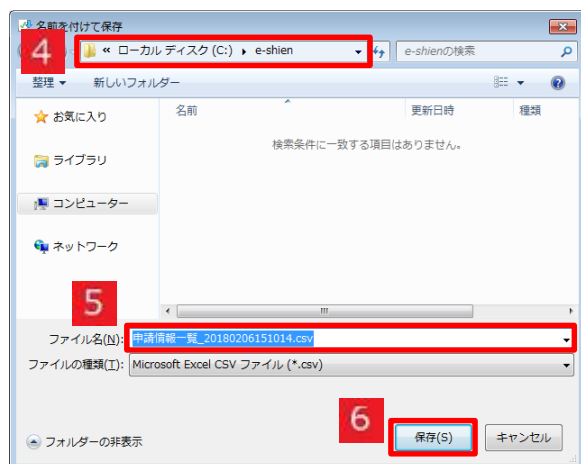 名前を付けて保存
4
« ローカル ディスク (C:) ▸ e-shien
e-shienの検索
整理 ▼ 新しいフォルダー
名前 更新日時 種類
検索条件に一致する項目はありません。
お気に入り
ライブラリ
コンピューター
ネットワーク
5
ファイル名(N): 申請情報一覧_20180206151014.csv
ファイルの種類(T): Microsoft Excel CSV ファイル (*.csv)
6
フォルダーの非表示
保存(S)
キャンセル